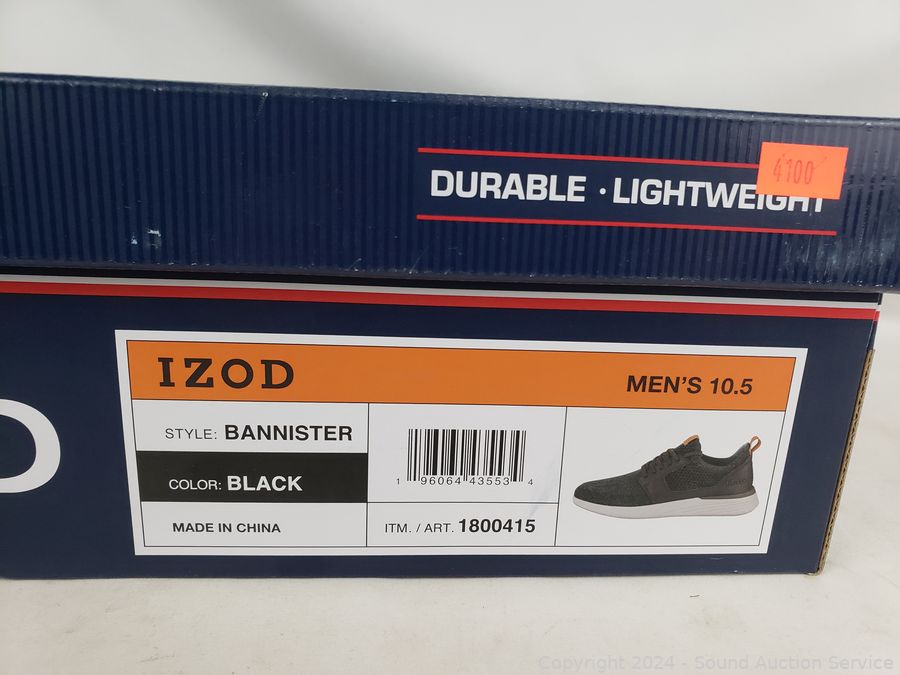 4100
DURABLE · LIGHTWEIGHT
IZOD
MEN'S 10.5
STYLE: BANNISTER
COLOR: BLACK
MADE IN CHINA
1 96064 43553 4
ITM. / ART. 1800415
D
Copyright 2024 - Sound Auction Service